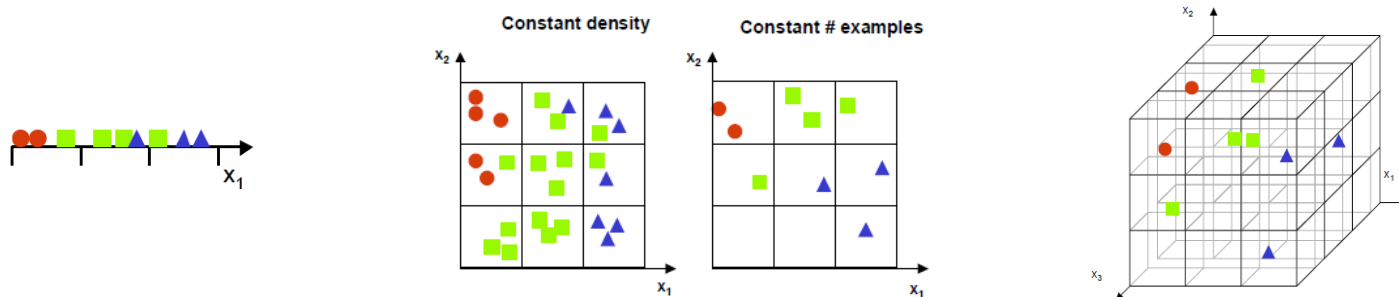 X₁
Constant density
X₂
X₁
Constant # examples
X₂
X₁
X₂
X₁
X₃